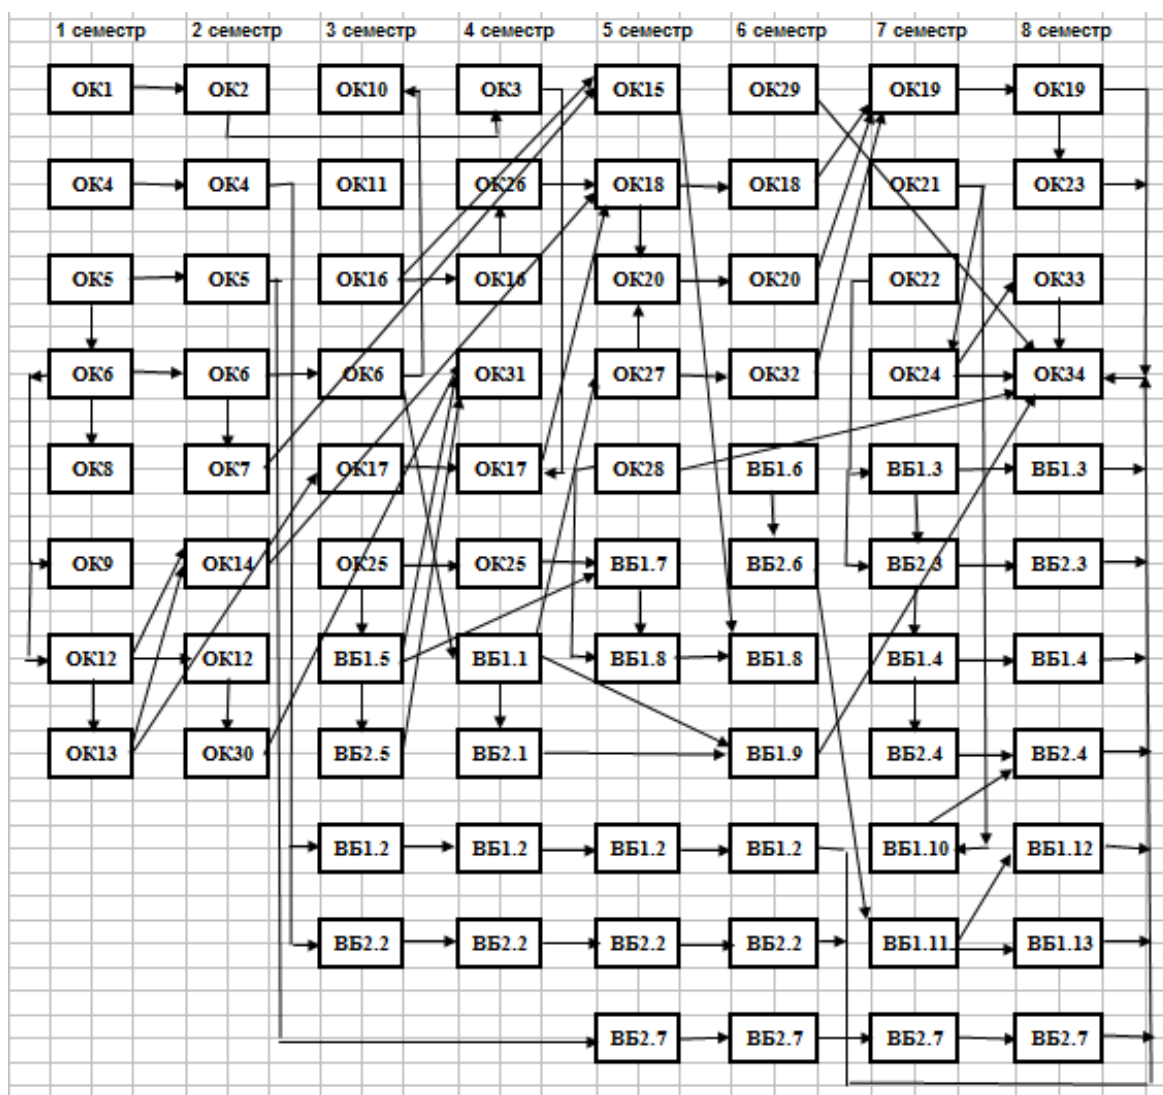 1 семестр 2 семестр 3 семестр 4 семестр 5 семестр 6 семестр 7 семестр 8 семестр
ОК1 ОК2 ОК10 ОК3 ОК15 ОК29 ОК19 ОК19
ОК4 ОК4 ОК11 ОК26 ОК18 ОК18 ОК21 ОК23
ОК5 ОК5 ОК16 ОК16 ОК20 ОК20 ОК22 ОК33
ОК6 ОК6 ОК6 ОК31 ОК27 ОК32 ОК24 ОК34
ОК8 ОК7 ОК17 ОК17 ОК28 ВБ1.6 ВБ1.3 ВБ1.3
ОК9 ОК14 ОК25 ОК25 ВБ1.7 ВБ2.6 ВБ2.3 ВБ2.3
ОК12 ОК12 ВБ1.5 ВБ1.1 ВБ1.8 ВБ1.8 ВБ1.4 ВБ1.4
ОК13 ОК30 ВБ2.5 ВБ2.1 ВБ1.9 ВБ2.4 ВБ2.4
ВБ1.2 ВБ1.2 ВБ1.2 ВБ1.2 ВБ1.10 ВБ1.12
ВБ2.2 ВБ2.2 ВБ2.2 ВБ2.2 ВБ1.11 ВБ1.13
ВБ2.7 ВБ2.7 ВБ2.7 ВБ2.7